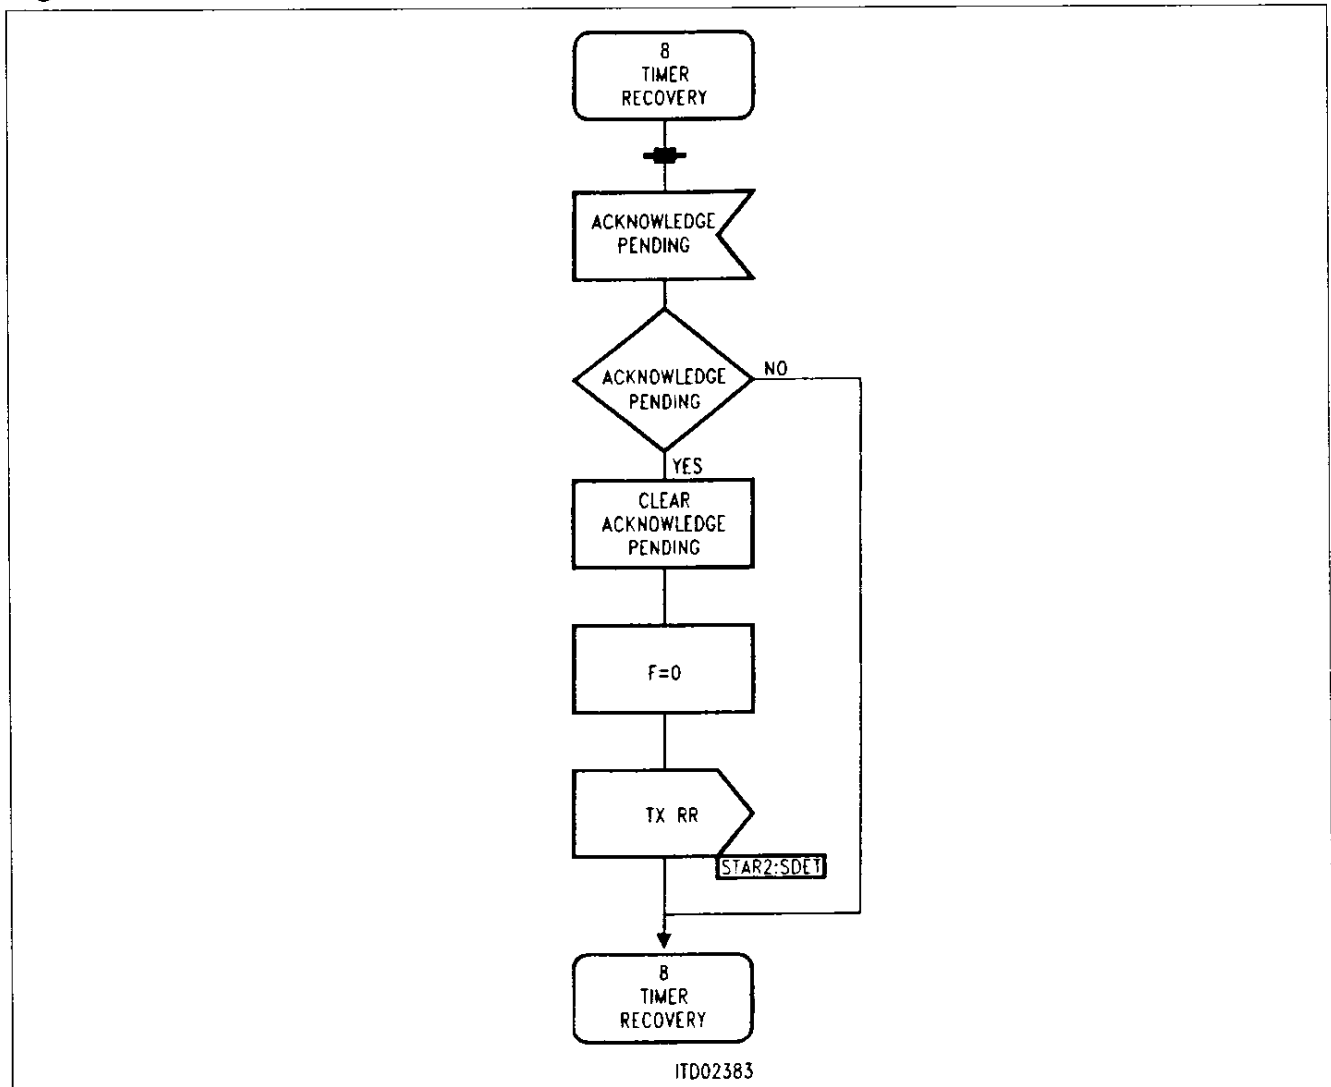 8
TIMER
RECOVERY
ACKNOWLEDGE
PENDING
ACKNOWLEDGE
PENDING
NO
YES
CLEAR
ACKNOWLEDGE
PENDING
F=0
TX RR
STAR2:SDET
8
TIMER
RECOVERY
ITD02383